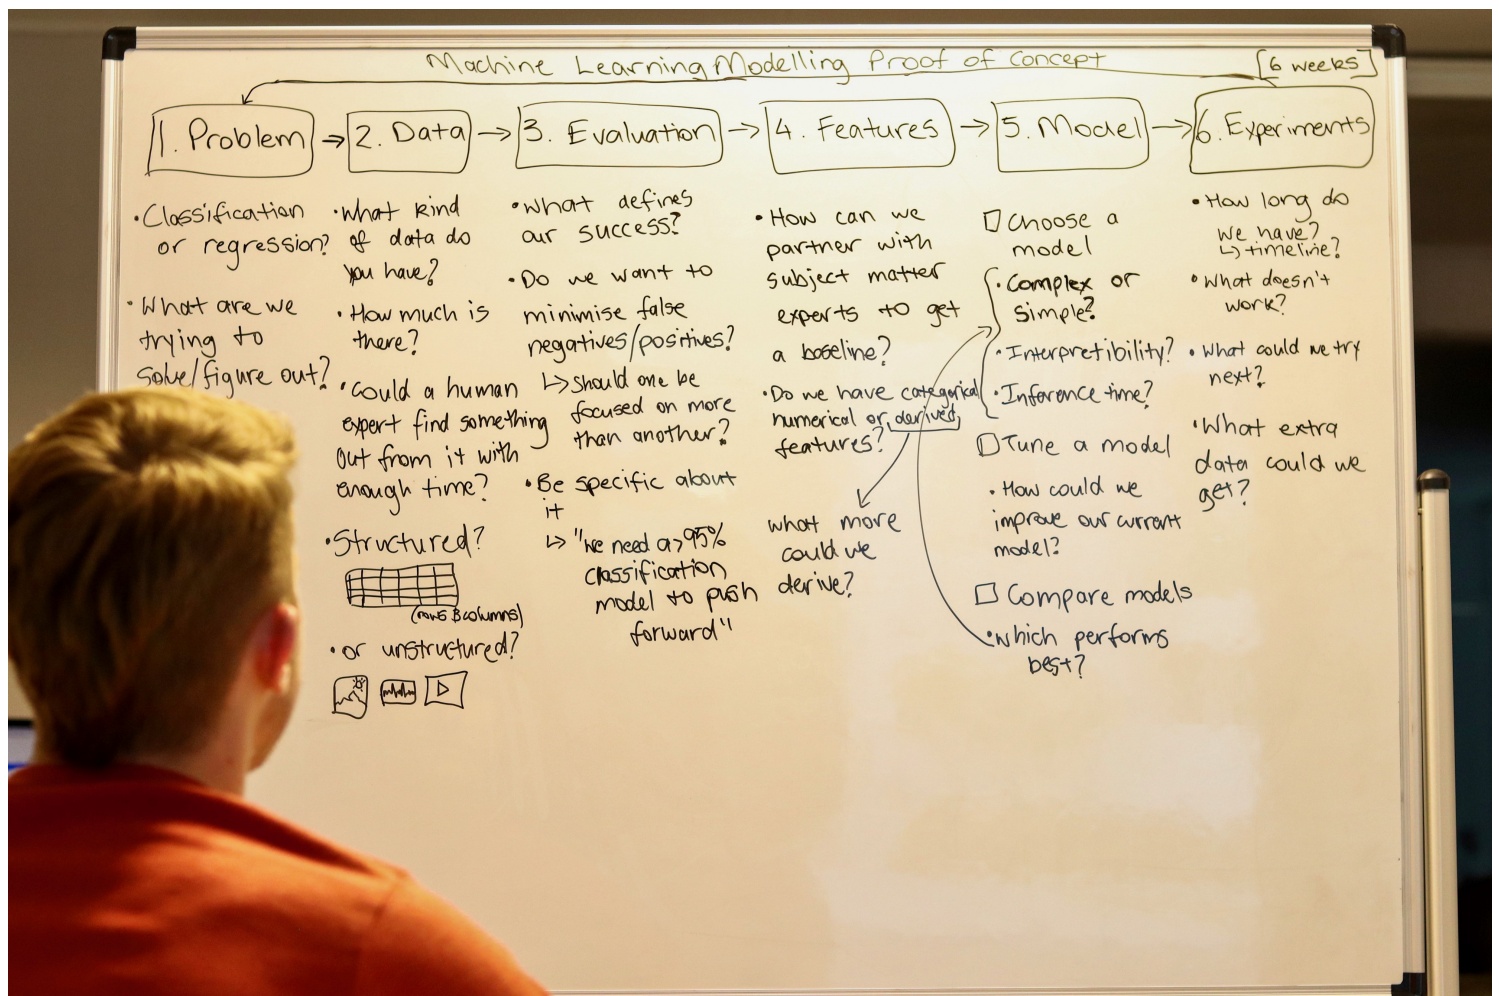 Machine Learning Modelling Proof of Concept
[6 weeks]
1. Problem
2. Data
3. Evaluation
4. Features
5. Model
6. Experiments
• Classification
or regression?
• What are we
trying to
solve/figure out?
• What kind
of data do
you have?
• How much is
there?
• Could a human
expert find something
out from it with
enough time?
• Structured?
(rows & columns)
• or unstructured?
• What defines
our success?
• Do we want to
minimise false
negatives/positives?
↳ Should one be
focused on more
than another?
• Be specific about
it
↳ "We need a >95%
classification
model to push
forward"
• How can we
partner with
subject matter
experts to get
a baseline?
• Do we have categorical
numerical or derived
features?
what more
could we
derive?
Choose a
model
• Complex or
Simple?
• Interpretibility?
• Inference time?
Tune a model
• How could we
improve our current
model?
Compare models
• which performs
best?
• How long do
we have?
↳ timeline?
• What doesn't
work?
• What could we try
next?
• What extra
data could we
get?